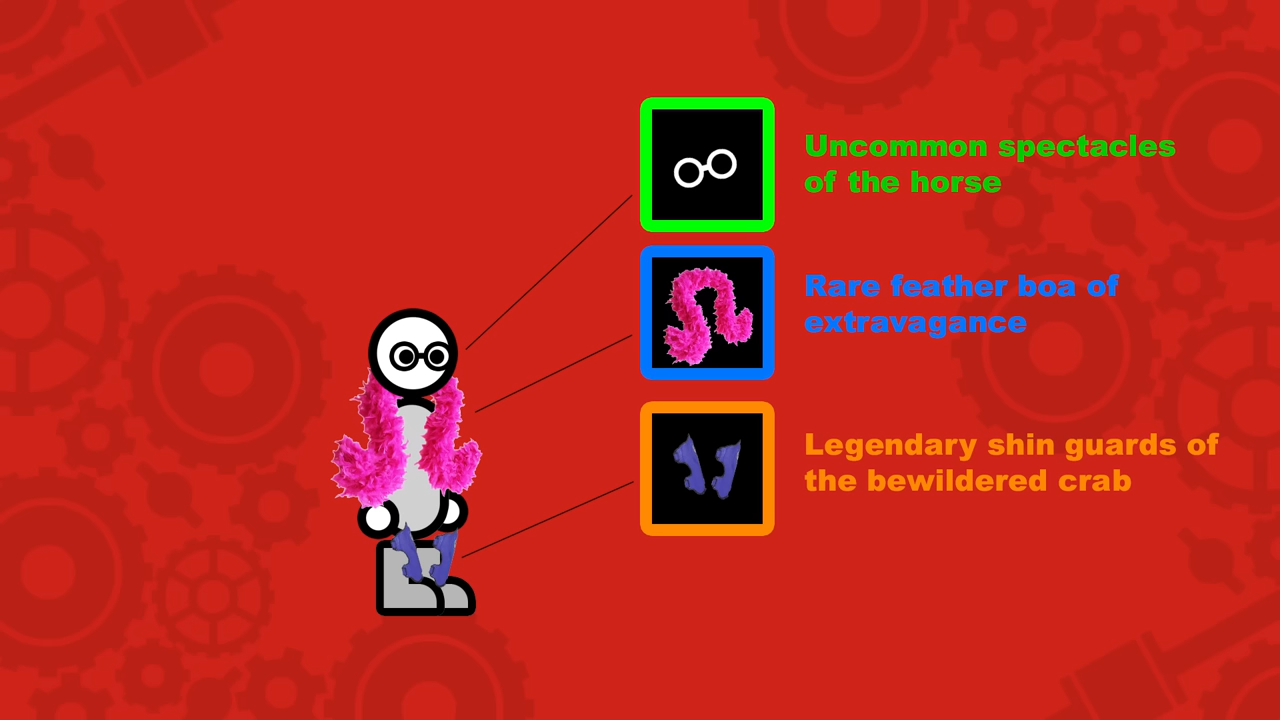 Uncommon spectacles
of the horse
Rare feather boa of
extravagance
Legendary shin guards of
the bewildered crab